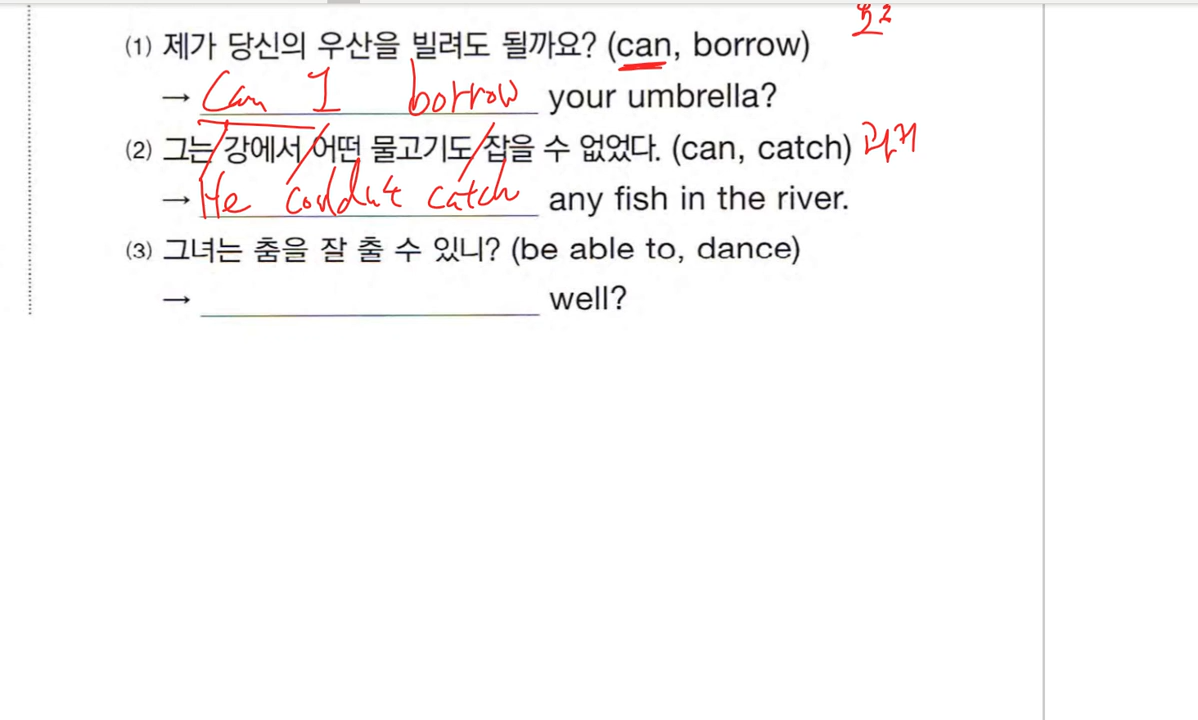 (1) 제가 당신의 우산을 빌려도 될까요? (can, borrow)
→ Can I borrow your umbrella?
(2) 그는/강에서/어떤 물고기도/잡을 수 없었다. (can, catch) 과거
→ He couldn't catch any fish in the river.
(3) 그녀는 춤을 잘 출 수 있니? (be able to, dance)
→ ____________ well?